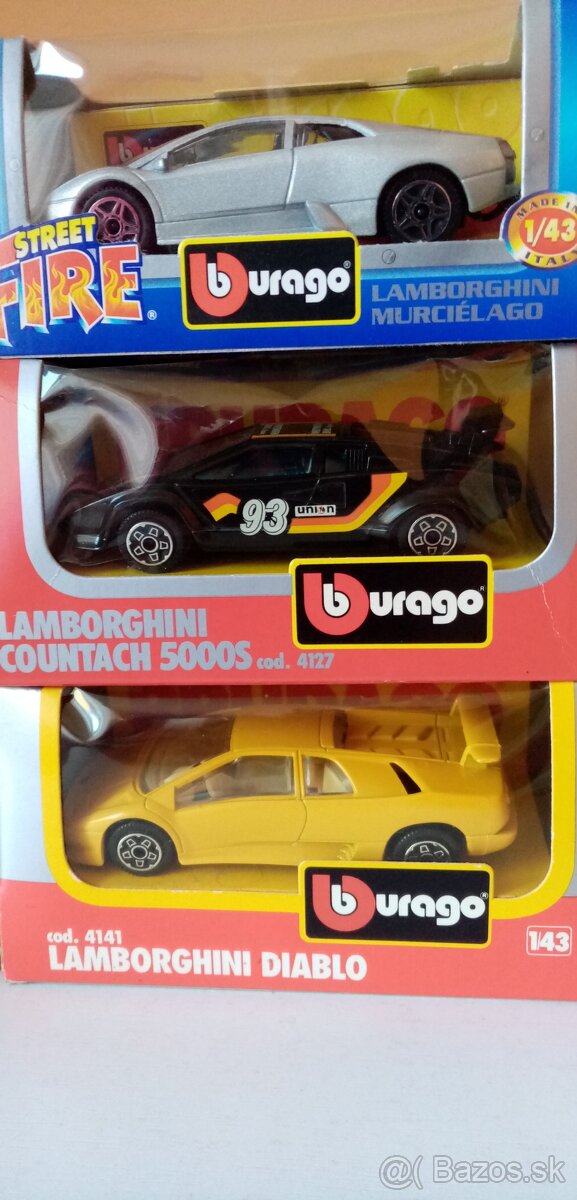 STREET
FIRE®
burago®
MADE IN
1/43
ITALY
LAMBORGHINI
MURCIÉLAGO
93
union
burago
LAMBORGHINI
COUNTACH 5000S cod. 4127
burago®
cod. 4141
LAMBORGHINI DIABLO
1:43
@( Bazos.sk